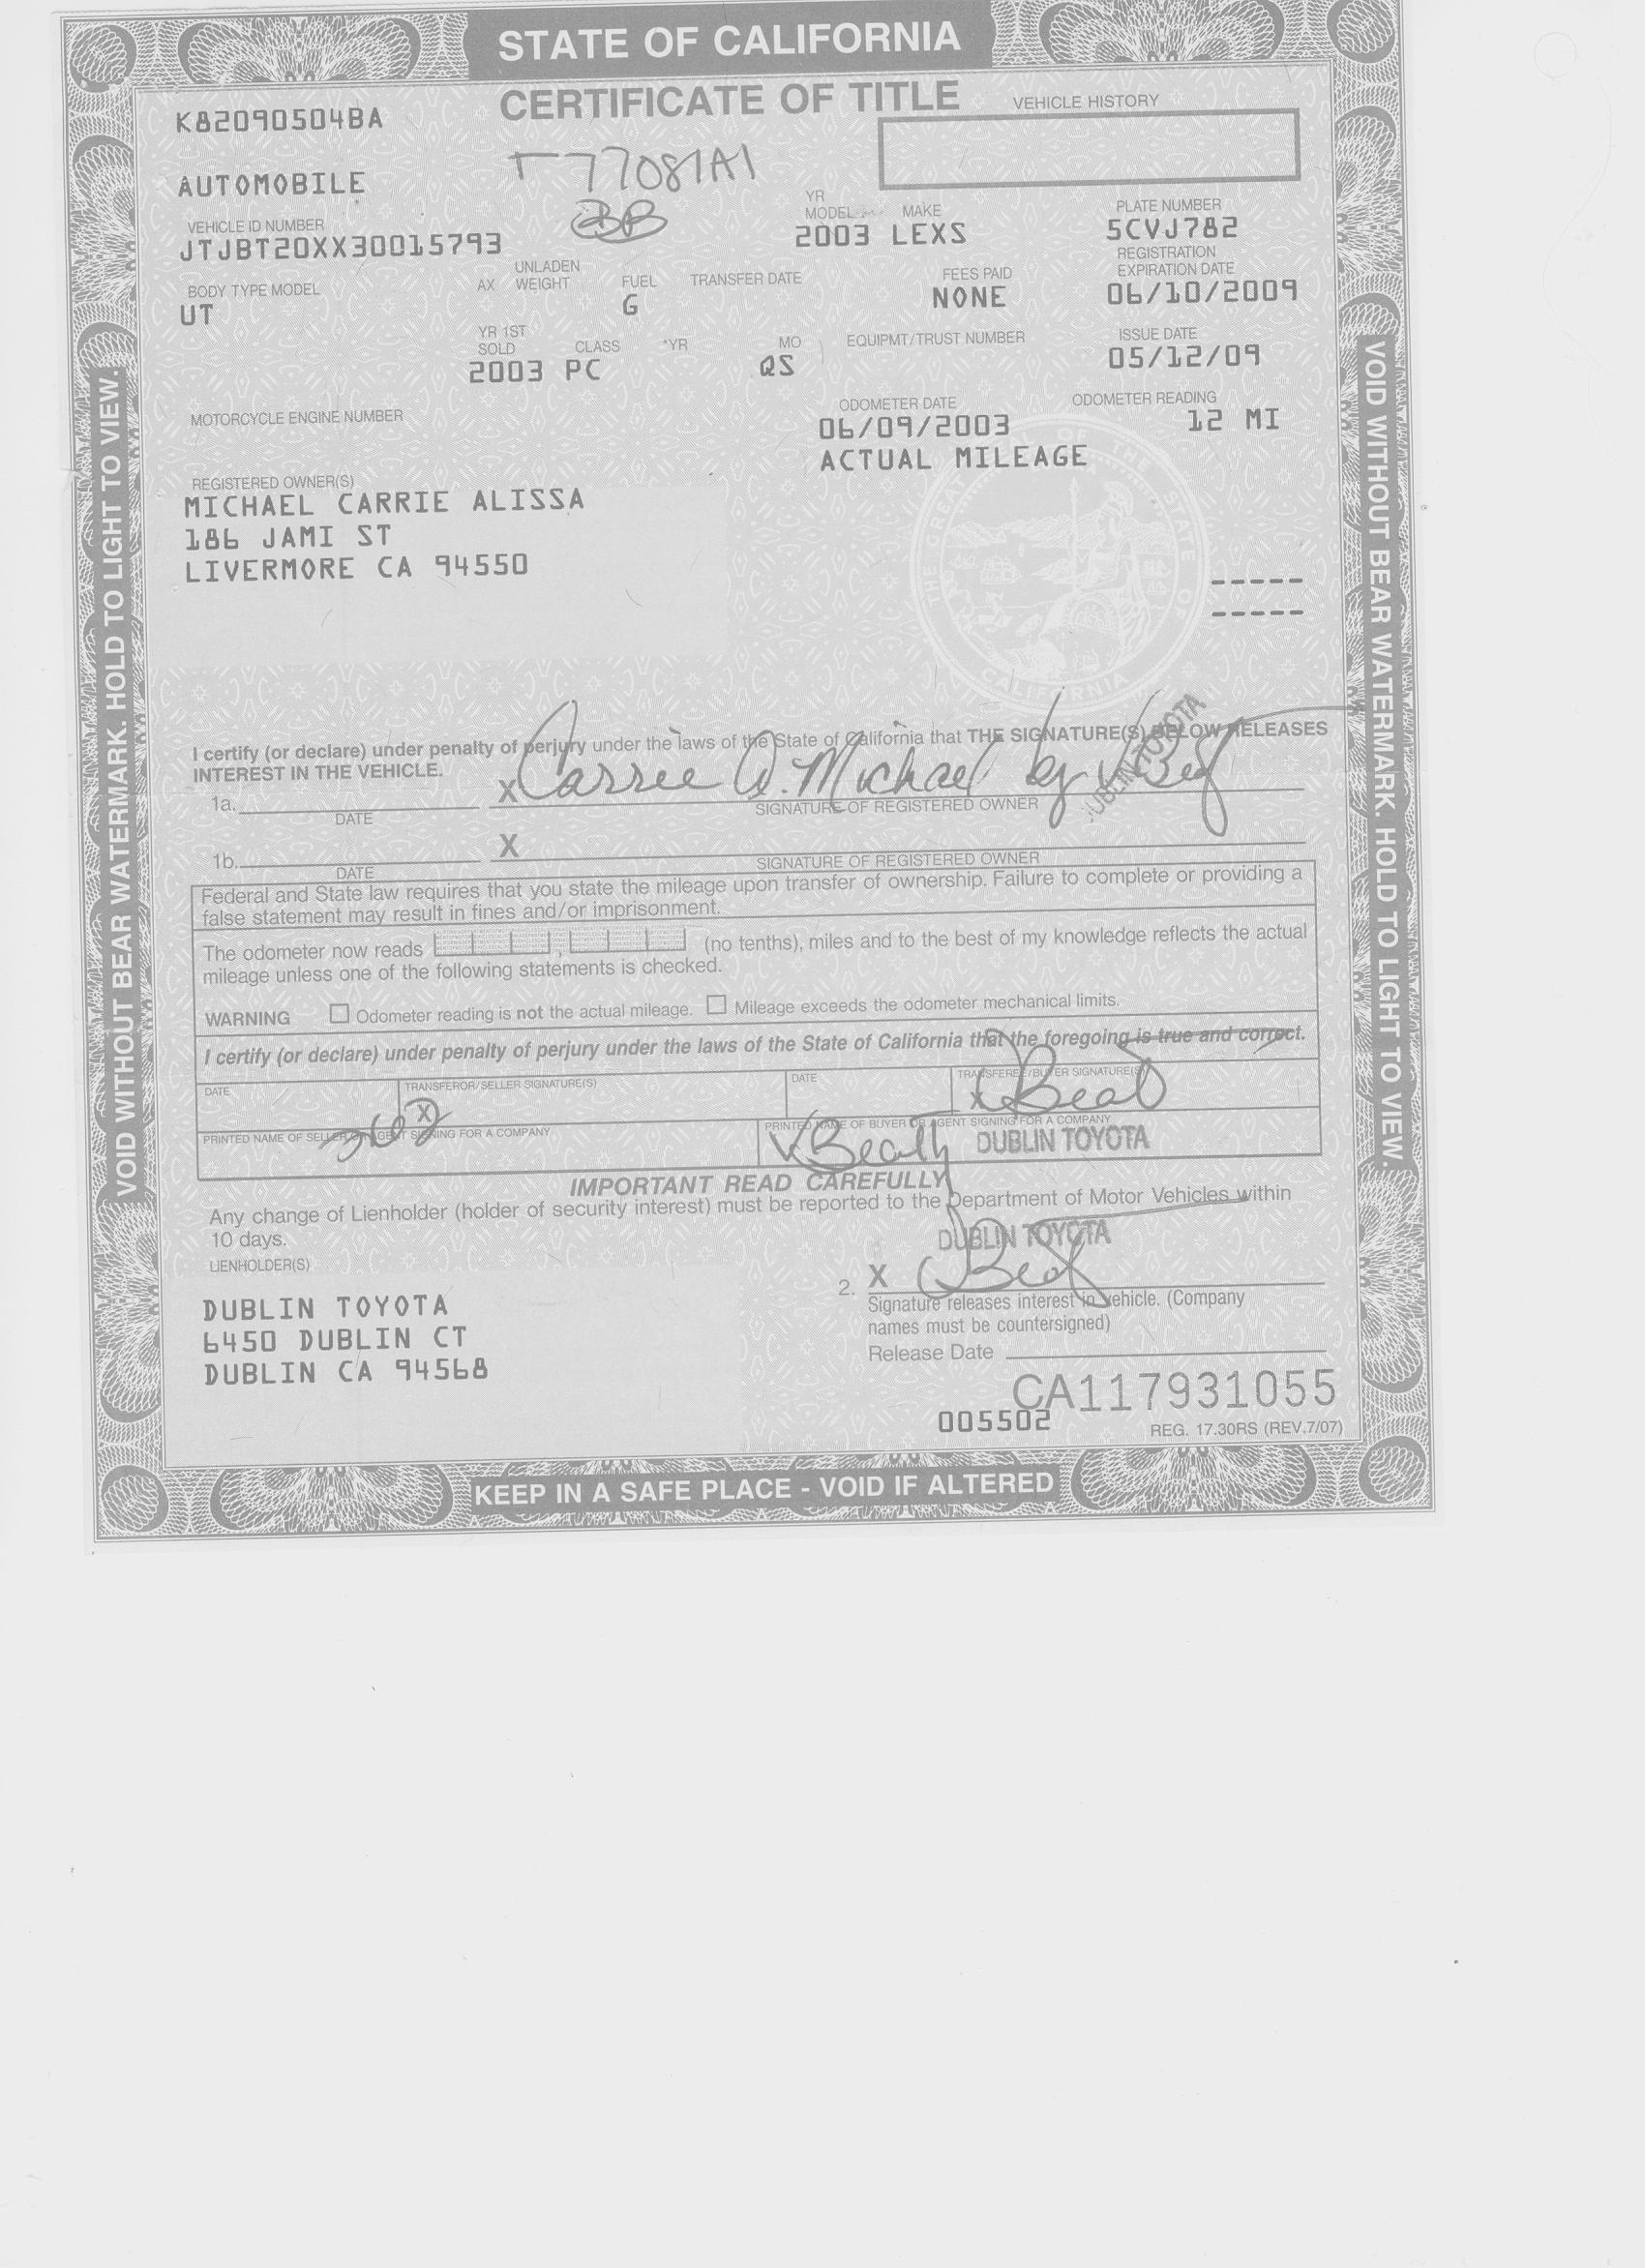 STATE OF CALIFORNIA
CERTIFICATE OF TITLE
VEHICLE HISTORY
K82090504BA
T77081A1
BB
AUTOMOBILE
VEHICLE ID NUMBER
YR MODEL
MAKE
PLATE NUMBER
JTJBT20XX30015793
2003 LEXS
5CVJ782
BODY TYPE MODEL
AX
UNLADEN WEIGHT
FUEL
TRANSFER DATE
FEES PAID
REGISTRATION EXPIRATION DATE
UT
G
NONE
06/10/2009
YR 1ST SOLD
CLASS
*YR
MO
EQUIPMT/TRUST NUMBER
ISSUE DATE
2003 PC
QS
05/12/09
MOTORCYCLE ENGINE NUMBER
ODOMETER DATE
ODOMETER READING
06/09/2003
12 MI
ACTUAL MILEAGE
REGISTERED OWNER(S)
MICHAEL CARRIE ALISSA
186 JAMI ST
LIVERMORE CA 94550
THE GREAT SEAL OF THE STATE OF CALIFORNIA
-----
-----
I certify (or declare) under penalty of perjury under the laws of the State of California that THE SIGNATURE(S) BELOW RELEASES
INTEREST IN THE VEHICLE.
DUBLIN TOYOTA
1a.
X Carrie A. Michael by
DATE
SIGNATURE OF REGISTERED OWNER
1b.
X
DATE
SIGNATURE OF REGISTERED OWNER
Federal and State law requires that you state the mileage upon transfer of ownership. Failure to complete or providing a
false statement may result in fines and/or imprisonment.
The odometer now reads , (no tenths), miles and to the best of my knowledge reflects the actual
mileage unless one of the following statements is checked.
WARNING ☐ Odometer reading is not the actual mileage. ☐ Mileage exceeds the odometer mechanical limits.
I certify (or declare) under penalty of perjury under the laws of the State of California that the foregoing is true and correct.
DATE
TRANSFEROR/SELLER SIGNATURE(S)
DATE
TRANSFEREE/BUYER SIGNATURE(S)
X
X
PRINTED NAME OF SELLER OR AGENT SIGNING FOR A COMPANY
PRINTED NAME OF BUYER OR AGENT SIGNING FOR A COMPANY
DUBLIN TOYOTA
IMPORTANT READ CAREFULLY
Any change of Lienholder (holder of security interest) must be reported to the Department of Motor Vehicles within
10 days.
LIENHOLDER(S)
DUBLIN TOYOTA
2. X
Signature releases interest in vehicle. (Company
names must be countersigned)
Release Date
DUBLIN TOYOTA
6450 DUBLIN CT
DUBLIN CA 94568
CA117931055
005502
REG. 17.30RS (REV.7/07)
KEEP IN A SAFE PLACE - VOID IF ALTERED
VOID WITHOUT BEAR WATERMARK. HOLD TO LIGHT TO VIEW.
VOID WITHOUT BEAR WATERMARK. HOLD TO LIGHT TO VIEW.